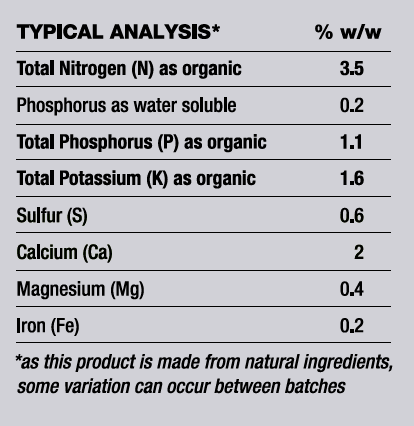 TYPICAL ANALYSIS* % w/w
Total Nitrogen (N) as organic 3.5
Phosphorus as water soluble 0.2
Total Phosphorus (P) as organic 1.1
Total Potassium (K) as organic 1.6
Sulfur (S) 0.6
Calcium (Ca) 2
Magnesium (Mg) 0.4
Iron (Fe) 0.2
*as this product is made from natural ingredients,
some variation can occur between batches